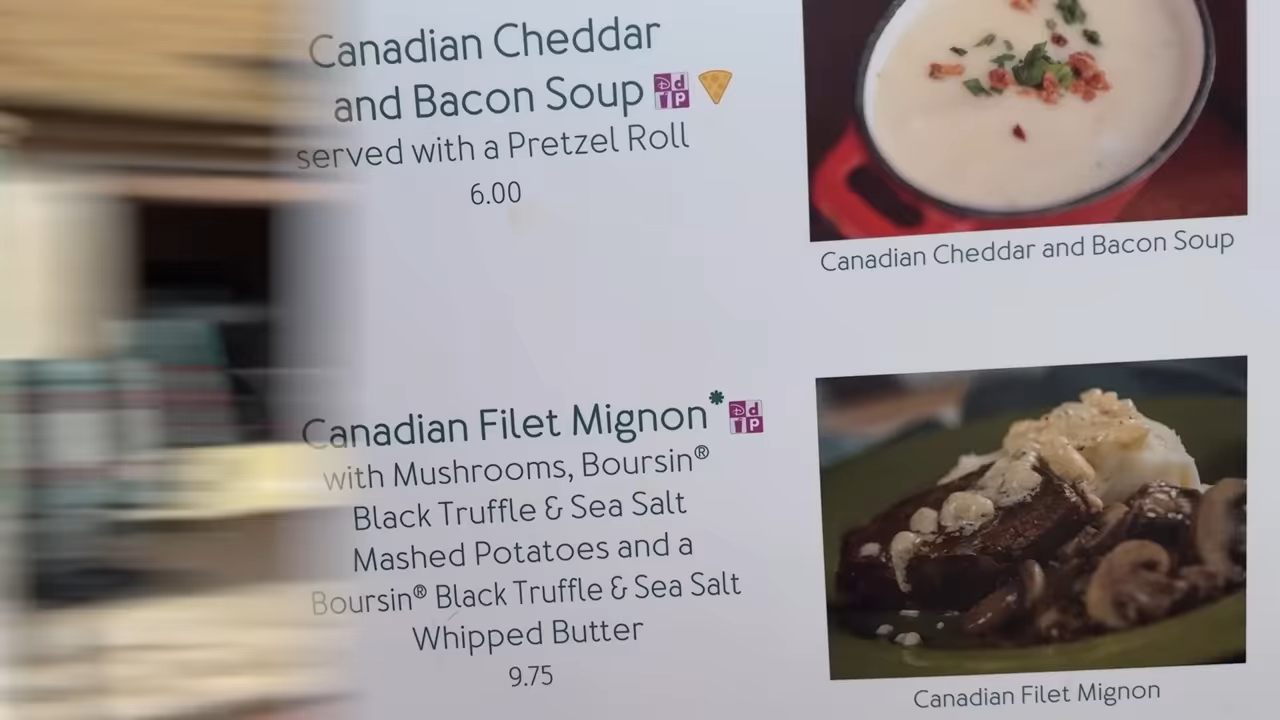 Canadian Cheddar
and Bacon Soup DdIP
served with a Pretzel Roll
6.00
Canadian Cheddar and Bacon Soup
Canadian Filet Mignon* DdIP
with Mushrooms, Boursin®
Black Truffle & Sea Salt
Mashed Potatoes and a
Boursin® Black Truffle & Sea Salt
Whipped Butter
9.75
Canadian Filet Mignon